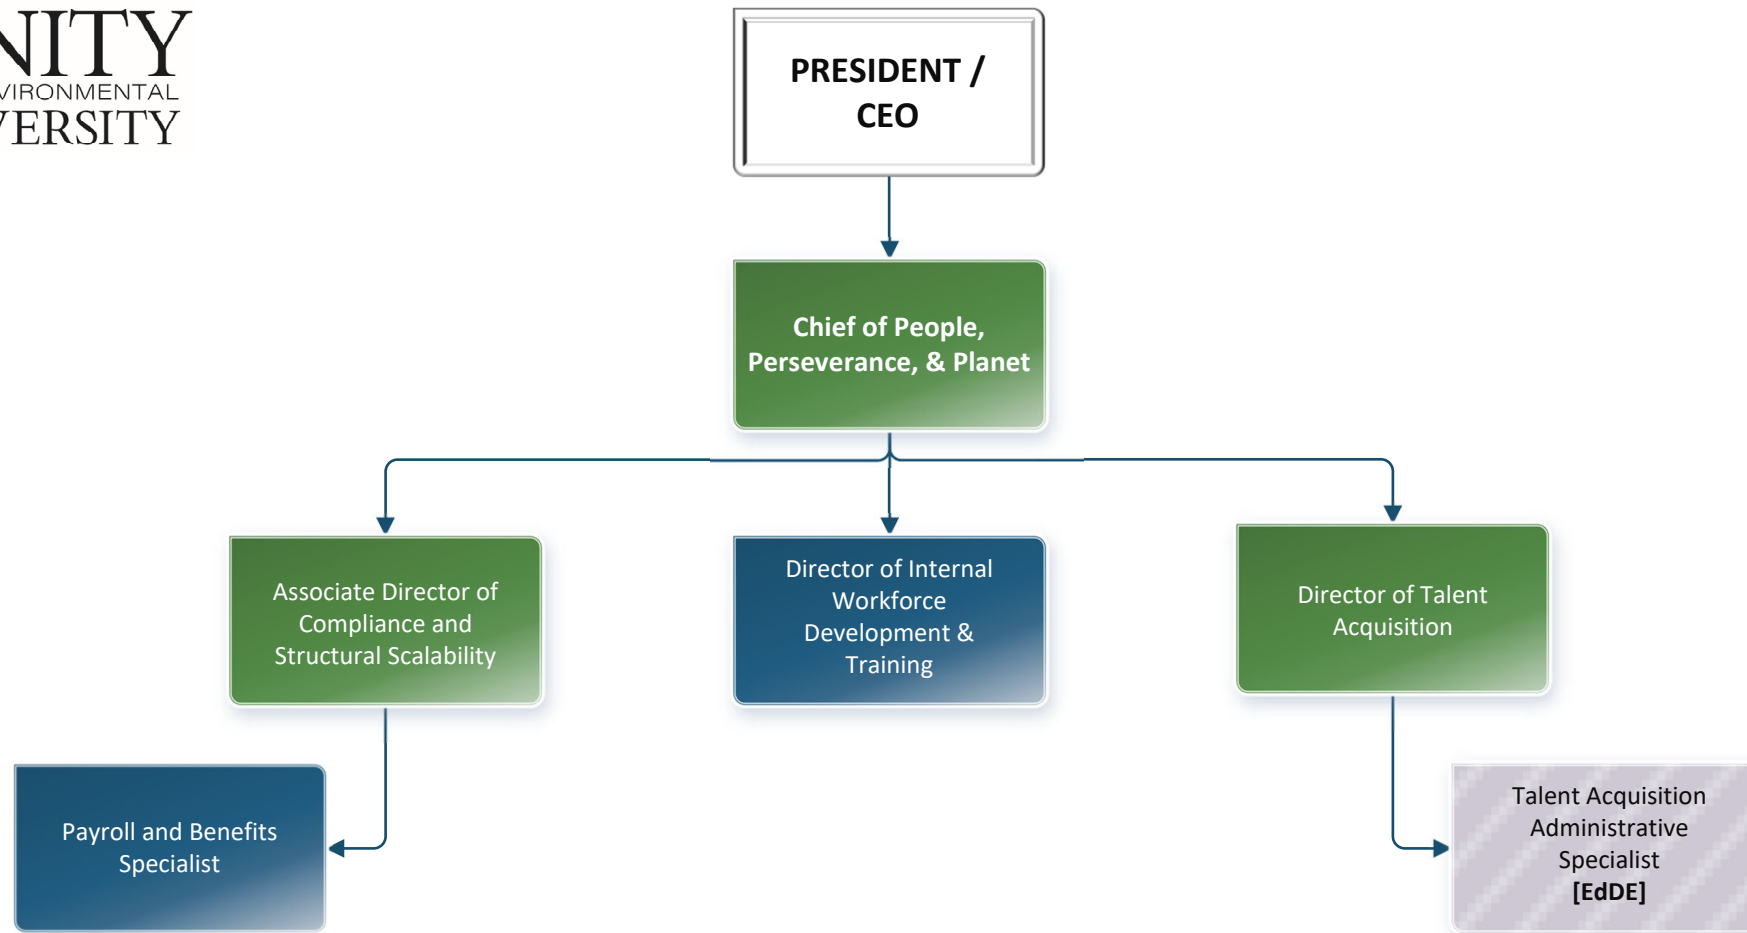 NITY
VIRONMENTAL
VERSITY
PRESIDENT /
CEO
Chief of People,
Perseverance, & Planet
Associate Director of
Compliance and
Structural Scalability
Director of Internal
Workforce
Development &
Training
Director of Talent
Acquisition
Payroll and Benefits
Specialist
Talent Acquisition
Administrative
Specialist
[EdDE]